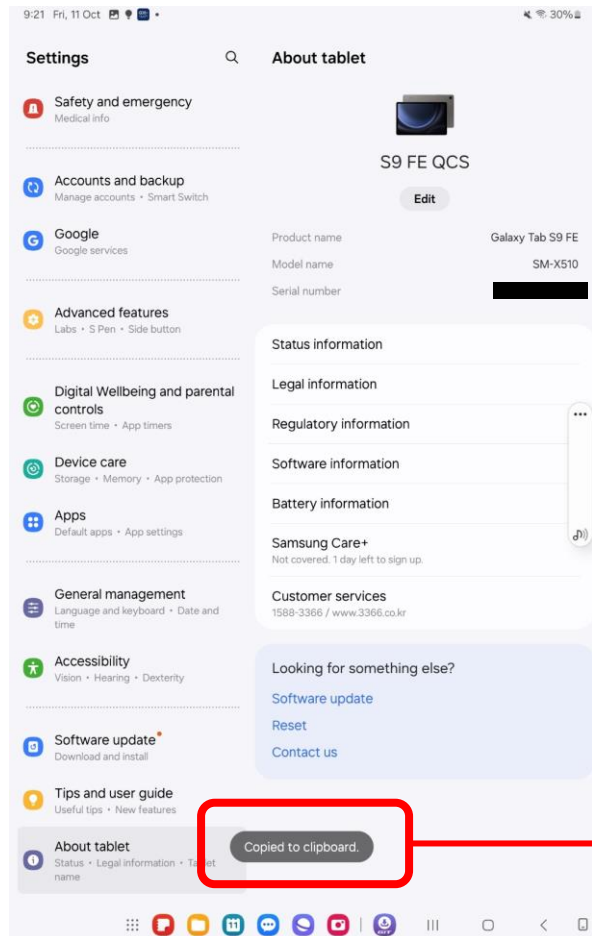 9:21 Fri, 11 Oct
30%
Settings
Safety and emergency
Medical info
Accounts and backup
Manage accounts • Smart Switch
Google
Google services
Advanced features
Labs • S Pen • Side button
Digital Wellbeing and parental
controls
Screen time • App timers
Device care
Storage • Memory • App protection
Apps
Default apps • App settings
General management
Language and keyboard • Date and
time
Accessibility
Vision • Hearing • Dexterity
Software update
Download and install
Tips and user guide
Useful tips • New features
About tablet
Status • Legal information • Tablet
name
About tablet
S9 FE QCS
Edit
Product name Galaxy Tab S9 FE
Model name SM-X510
Serial number
Status information
Legal information
Regulatory information
Software information
Battery information
Samsung Care+
Not covered. 1 day left to sign up.
Customer services
1588-3366 / www.3366.co.kr
Looking for something else?
Software update
Reset
Contact us
Copied to clipboard.
11